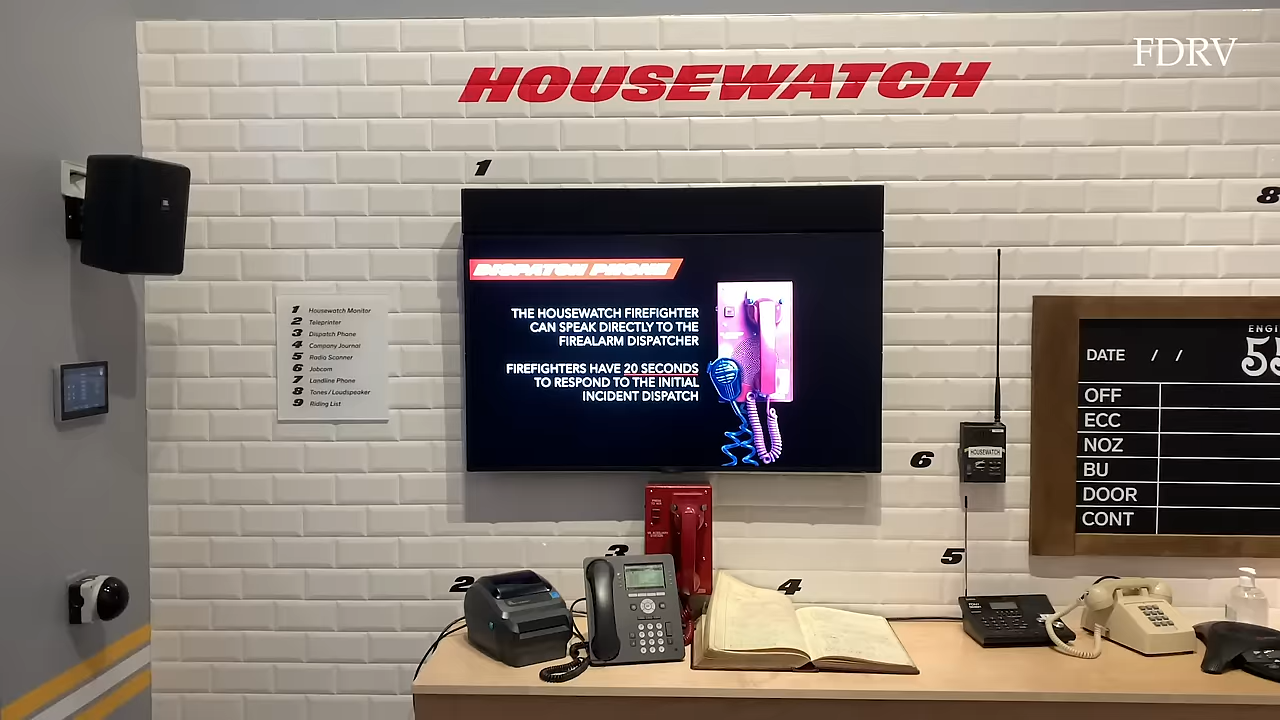 FDRV
HOUSEWATCH
1
8
DISPATCH PHONE
THE HOUSEWATCH FIREFIGHTER
CAN SPEAK DIRECTLY TO THE
FIREALARM DISPATCHER
FIREFIGHTERS HAVE 20 SECONDS
TO RESPOND TO THE INITIAL
INCIDENT DISPATCH
1 Housewatch Monitor
2 Teleprinter
3 Dispatch Phone
4 Company Journal
5 Radio Scanner
6 Jobcom
7 Landline Phone
8 Tones / Loudspeaker
9 Riding List
DATE / /
55
OFF
ECC
NOZ
BU
DOOR
CONT
6
HOUSEWATCH
5
3
2
4